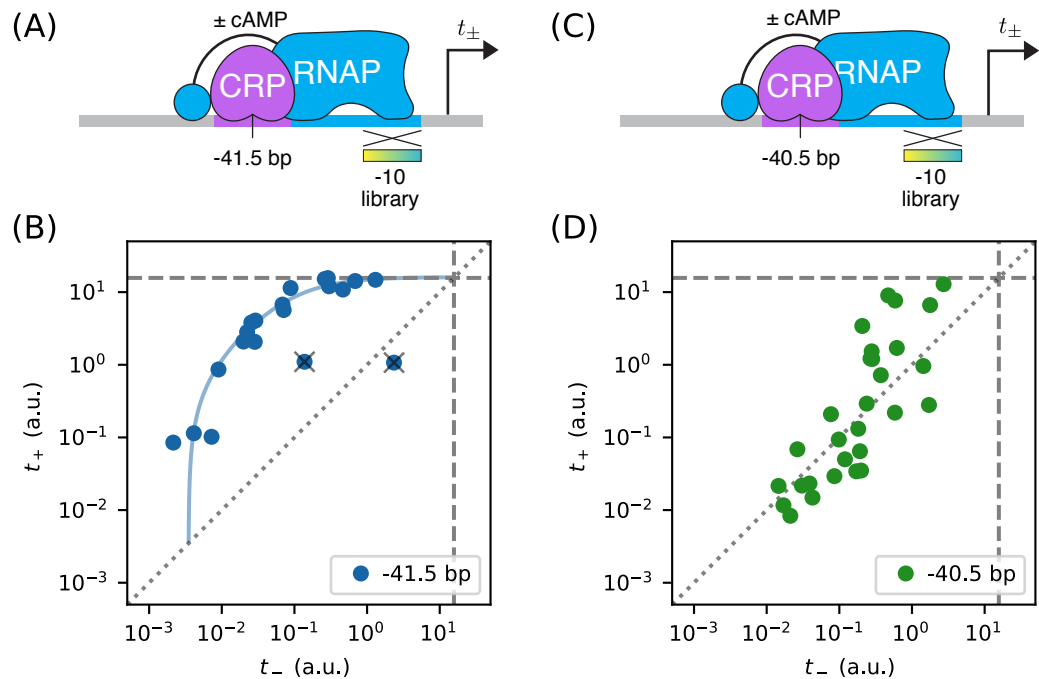 (A)
± cAMP
t±
CRP
RNAP
-41.5 bp
-10
library
(B)
10¹
10⁰
10⁻¹
10⁻²
10⁻³
t₊ (a.u.)
-41.5 bp
10⁻³
10⁻²
10⁻¹
10⁰
10¹
t₋ (a.u.)
(C)
± cAMP
t±
CRP
RNAP
-40.5 bp
-10
library
(D)
10¹
10⁰
10⁻¹
10⁻²
10⁻³
t₊ (a.u.)
-40.5 bp
10⁻³
10⁻²
10⁻¹
10⁰
10¹
t₋ (a.u.)